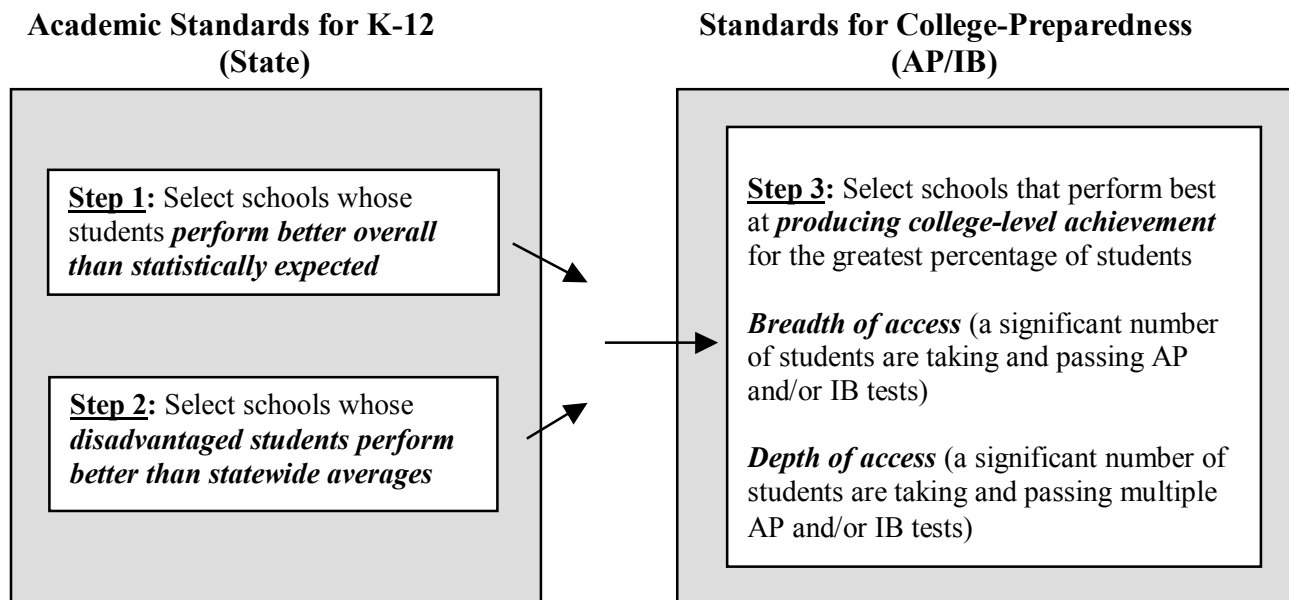 Academic Standards for K-12
(State)
Step 1: Select schools whose
students perform better overall
than statistically expected
Step 2: Select schools whose
disadvantaged students perform
better than statewide averages
Standards for College-Preparedness
(AP/IB)
Step 3: Select schools that perform best
at producing college-level achievement
for the greatest percentage of students
Breadth of access (a significant number
of students are taking and passing AP
and/or IB tests)
Depth of access (a significant number of
students are taking and passing multiple
AP and/or IB tests)